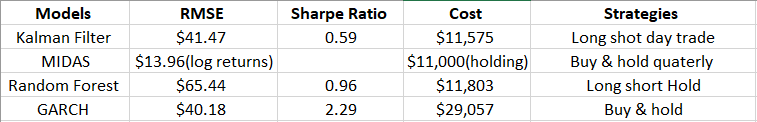 Models RMSE Sharpe Ratio Cost Strategies
Kalman Filter $41.47 0.59 $11,575 Long shot day trade
MIDAS $13.96(log returns) $11,000(holding) Buy & hold quaterly
Random Forest $65.44 0.96 $11,803 Long short Hold
GARCH $40.18 2.29 $29,057 Buy & hold